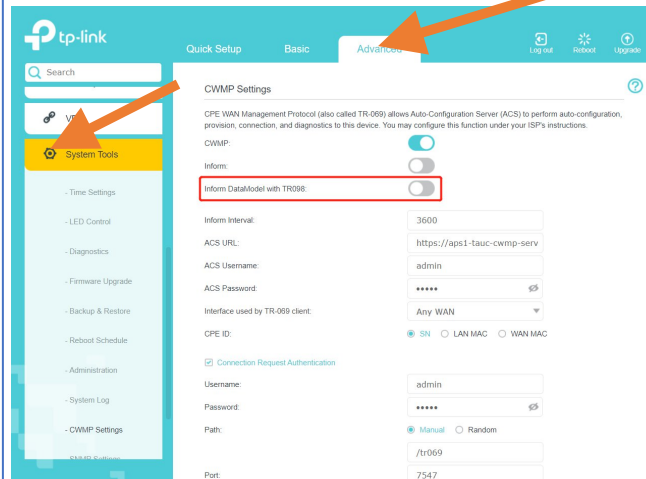 tp-link
Quick Setup Basic Advanced Log out Reboot Upgrade
Search
CWMP Settings
CPE WAN Management Protocol (also called TR-069) allows Auto-Configuration Server (ACS) to perform auto-configuration,
provision, connection, and diagnostics to this device. You may configure this function under your ISP's instructions.
CWMP:
System Tools
Inform:
- Time Settings
Inform DataModel with TR098:
- LED Control
Inform Interval: 3600
ACS URL: https://aps1-tauc-cwmp-serv
- Diagnostics
ACS Username: admin
- Firmware Upgrade
ACS Password: •••••
- Backup & Restore
Interface used by TR-069 client: Any WAN
- Reboot Schedule
CPE ID: SN LAN MAC WAN MAC
- Administration
Connection Request Authentication
Username: admin
- System Log
Password: •••••
- CWMP Settings
Path: Manual Random
/tr069
- SNMP Settings
Port: 7547